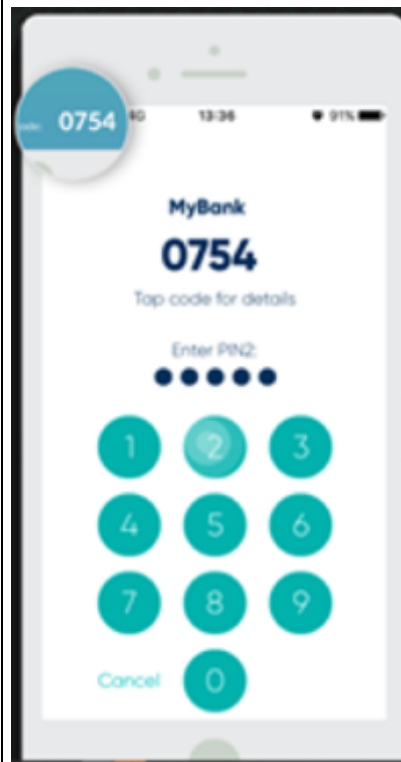 code: 0754
4G 13:36 91%
MyBank
0754
Tap code for details
Enter PIN2:
1 2 3
4 5 6
7 8 9
Cancel 0